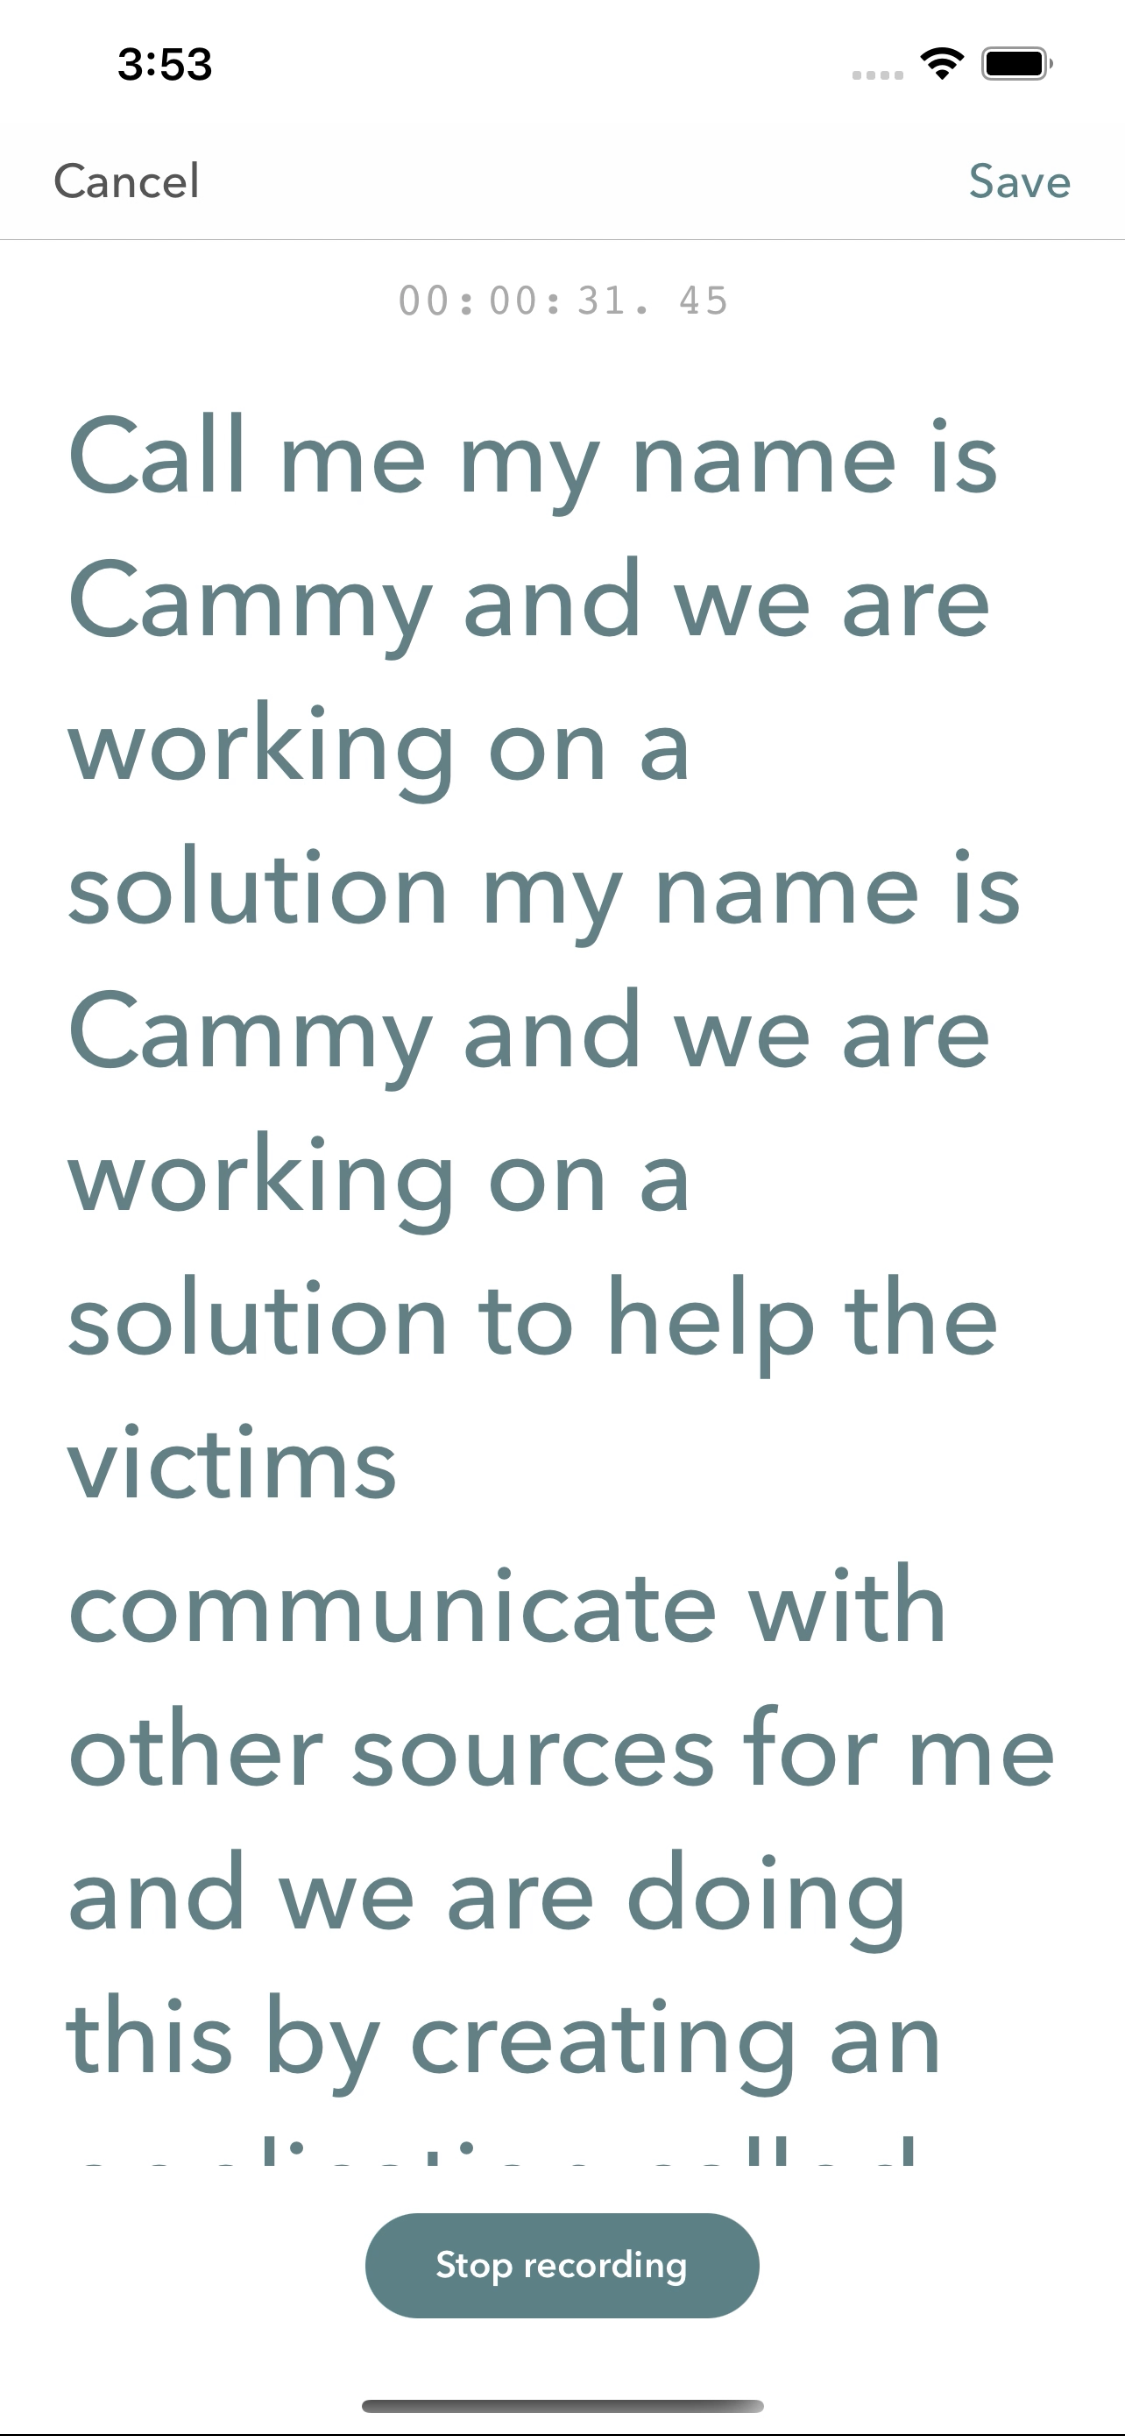 3:53
Cancel
Save
00:00:31.45
Call me my name is
Cammy and we are
working on a
solution my name is
Cammy and we are
working on a
solution to help the
victims
communicate with
other sources for me
and we are doing
this by creating an
application called
Stop recording